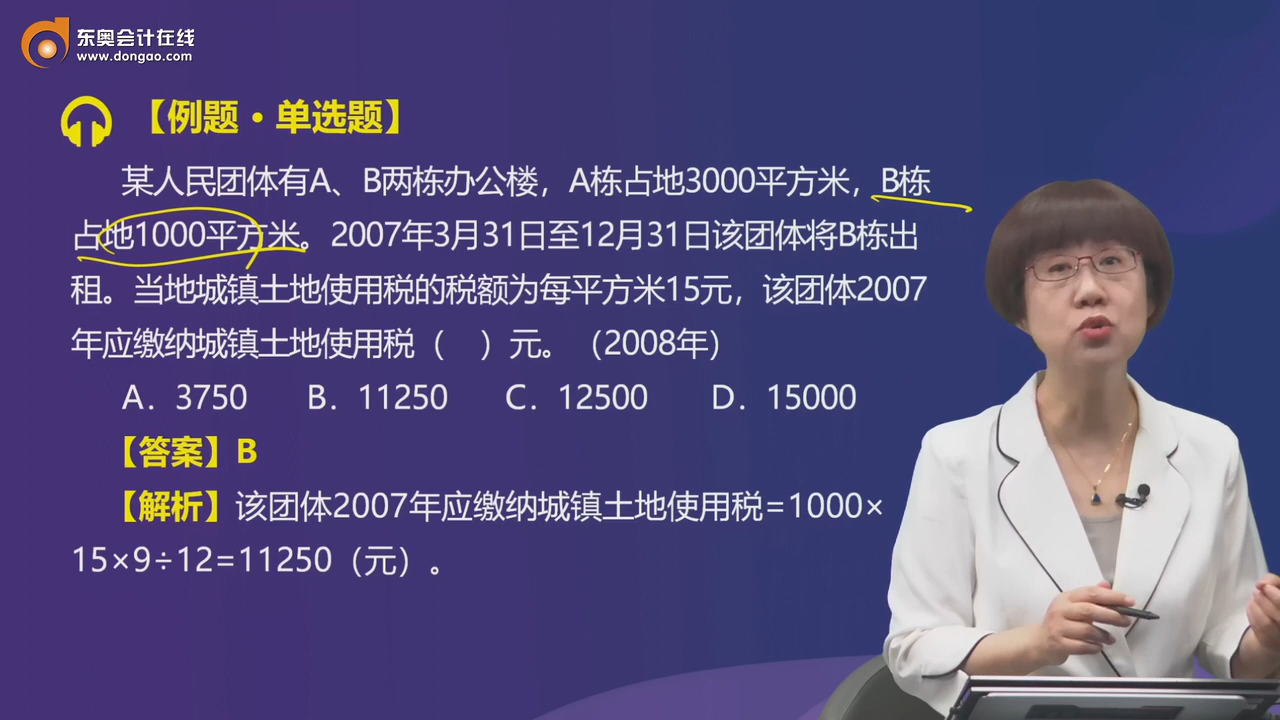 东奥会计在线
www.dongao.com
【例题·单选题】
某人民团体有A、B两栋办公楼，A栋占地3000平方米，B栋
占地1000平方米。2007年3月31日至12月31日该团体将B栋出
租。当地城镇土地使用税的税额为每平方米15元，该团体2007
年应缴纳城镇土地使用税（　）元。（2008年）
A．3750　B．11250　C．12500　D．15000
【答案】B
【解析】该团体2007年应缴纳城镇土地使用税=1000×
15×9÷12=11250（元）。